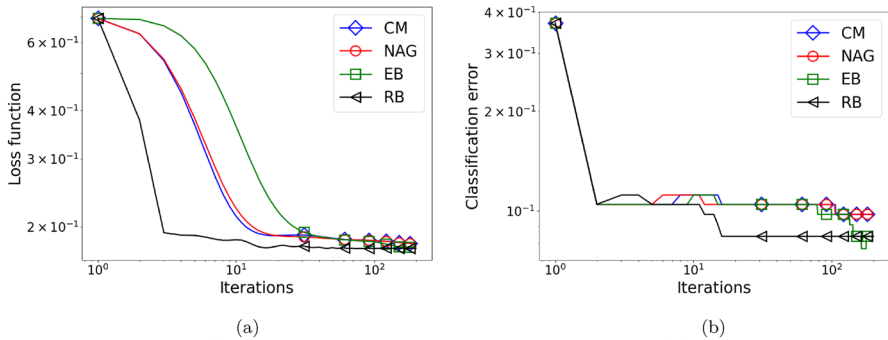 Loss function
6 × 10⁻¹
4 × 10⁻¹
3 × 10⁻¹
2 × 10⁻¹
CM
NAG
EB
RB
10⁰
10¹
10²
Iterations
(a)
Classification error
4 × 10⁻¹
3 × 10⁻¹
2 × 10⁻¹
10⁻¹
CM
NAG
EB
RB
10⁰
10¹
10²
Iterations
(b)